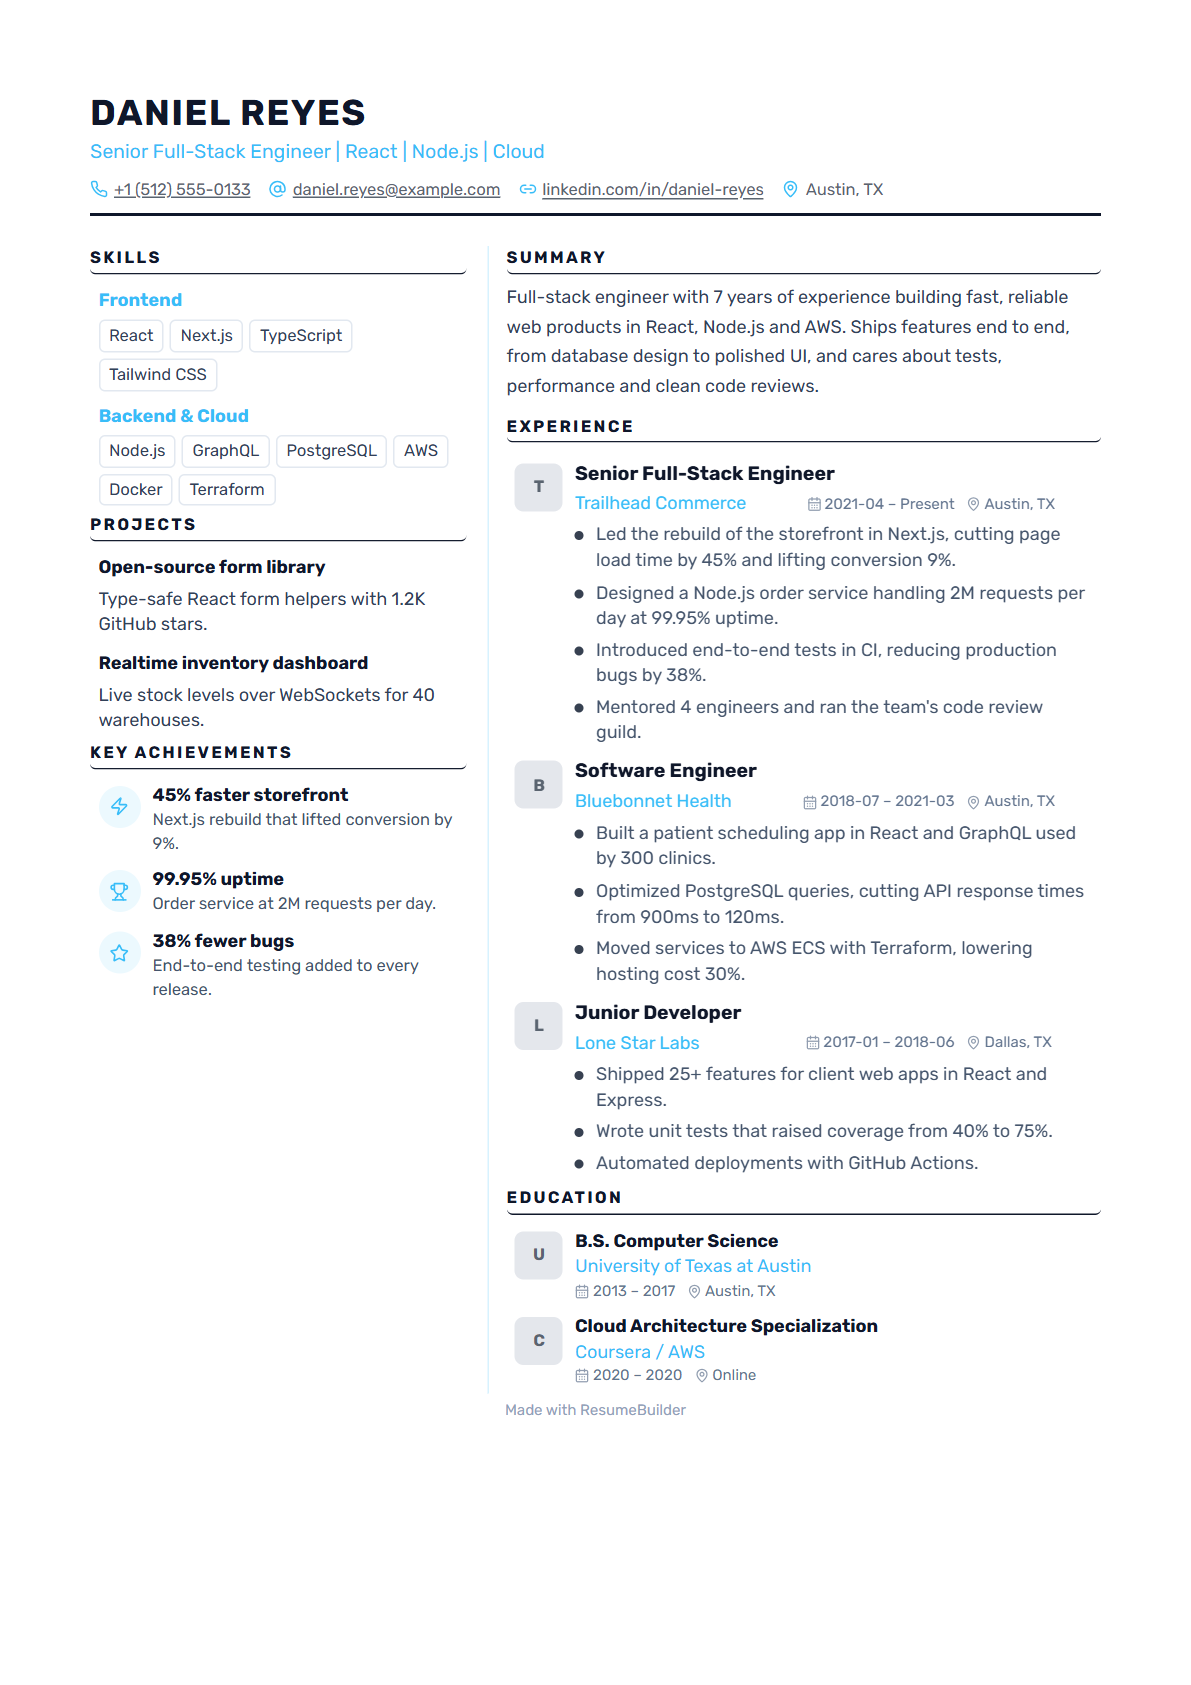 DANIEL REYES
Senior Full-Stack Engineer | React | Node.js | Cloud
+1 (512) 555-0133 daniel.reyes@example.com linkedin.com/in/daniel-reyes Austin, TX
SKILLS
Frontend
React Next.js TypeScript
Tailwind CSS
Backend & Cloud
Node.js GraphQL PostgreSQL AWS
Docker Terraform
PROJECTS
Open-source form library
Type-safe React form helpers with 1.2K
GitHub stars.
Realtime inventory dashboard
Live stock levels over WebSockets for 40
warehouses.
KEY ACHIEVEMENTS
45% faster storefront
Next.js rebuild that lifted conversion by
9%.
99.95% uptime
Order service at 2M requests per day.
38% fewer bugs
End-to-end testing added to every
release.
SUMMARY
Full-stack engineer with 7 years of experience building fast, reliable
web products in React, Node.js and AWS. Ships features end to end,
from database design to polished UI, and cares about tests,
performance and clean code reviews.
EXPERIENCE
T
Senior Full-Stack Engineer
Trailhead Commerce 2021-04 – Present Austin, TX
● Led the rebuild of the storefront in Next.js, cutting page
load time by 45% and lifting conversion 9%.
● Designed a Node.js order service handling 2M requests per
day at 99.95% uptime.
● Introduced end-to-end tests in CI, reducing production
bugs by 38%.
● Mentored 4 engineers and ran the team's code review
guild.
B
Software Engineer
Bluebonnet Health 2018-07 – 2021-03 Austin, TX
● Built a patient scheduling app in React and GraphQL used
by 300 clinics.
● Optimized PostgreSQL queries, cutting API response times
from 900ms to 120ms.
● Moved services to AWS ECS with Terraform, lowering
hosting cost 30%.
L
Junior Developer
Lone Star Labs 2017-01 – 2018-06 Dallas, TX
● Shipped 25+ features for client web apps in React and
Express.
● Wrote unit tests that raised coverage from 40% to 75%.
● Automated deployments with GitHub Actions.
EDUCATION
U
B.S. Computer Science
University of Texas at Austin
2013 – 2017 Austin, TX
C
Cloud Architecture Specialization
Coursera / AWS
2020 – 2020 Online
Made with ResumeBuilder